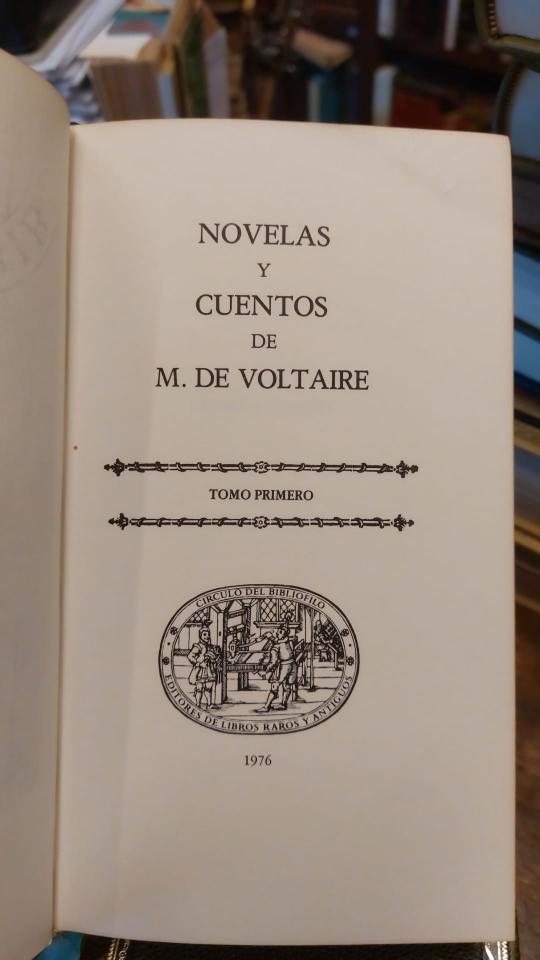 NOVELAS
Y
CUENTOS
DE
M. DE VOLTAIRE
TOMO PRIMERO
CIRCULO DEL BIBLIOFILO
EDITORES DE LIBROS RAROS Y ANTIGUOS
1976